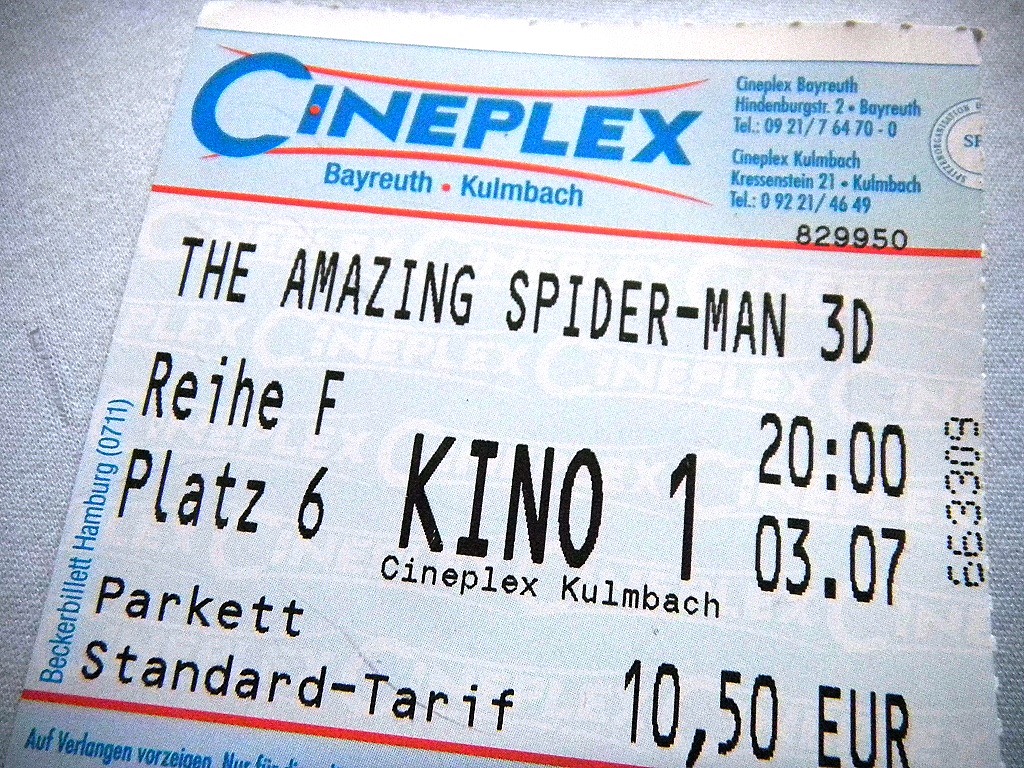 CINEPLEX
Bayreuth • Kulmbach
Cineplex Bayreuth
Hindenburgstr. 2 • Bayreuth
Tel.: 09 21/ 7 64 70 - 0
Cineplex Kulmbach
Kressenstein 21 • Kulmbach
Tel.: 0 92 21/ 46 49
829950
THE AMAZING SPIDER-MAN 3D
Reihe F
Platz 6
KINO 1
Cineplex Kulmbach
20:00
03.07
Parkett
Standard-Tarif
10,50 EUR
Beckerbillett Hamburg (0711)
Auf Verlangen vorzeigen. Nur für